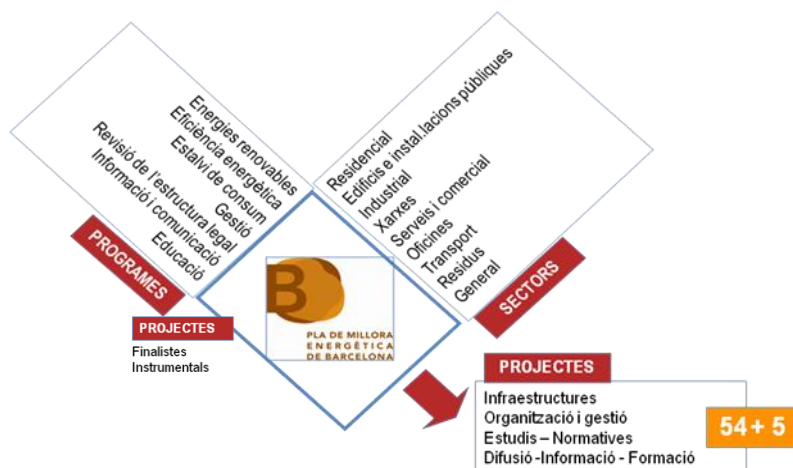 Energies renovables
Eficiència energètica
Estalvi de consum
Gestió
Revisió de l'estructura legal
Informació i comunicació
Educació
PROGRAMES
Residencial
Edificis e instal.lacions públiques
Industrial
Xarxes
Serveis i comercial
Oficines
Transport
Residus
General
SECTORS
B
PLA DE MILLORA
ENERGÈTICA
DE BARCELONA
PROJECTES
Finalistes
Instrumentals
PROJECTES
Infraestructures
Organització i gestió
Estudis – Normatives
Difusió -Informació - Formació
54 + 5